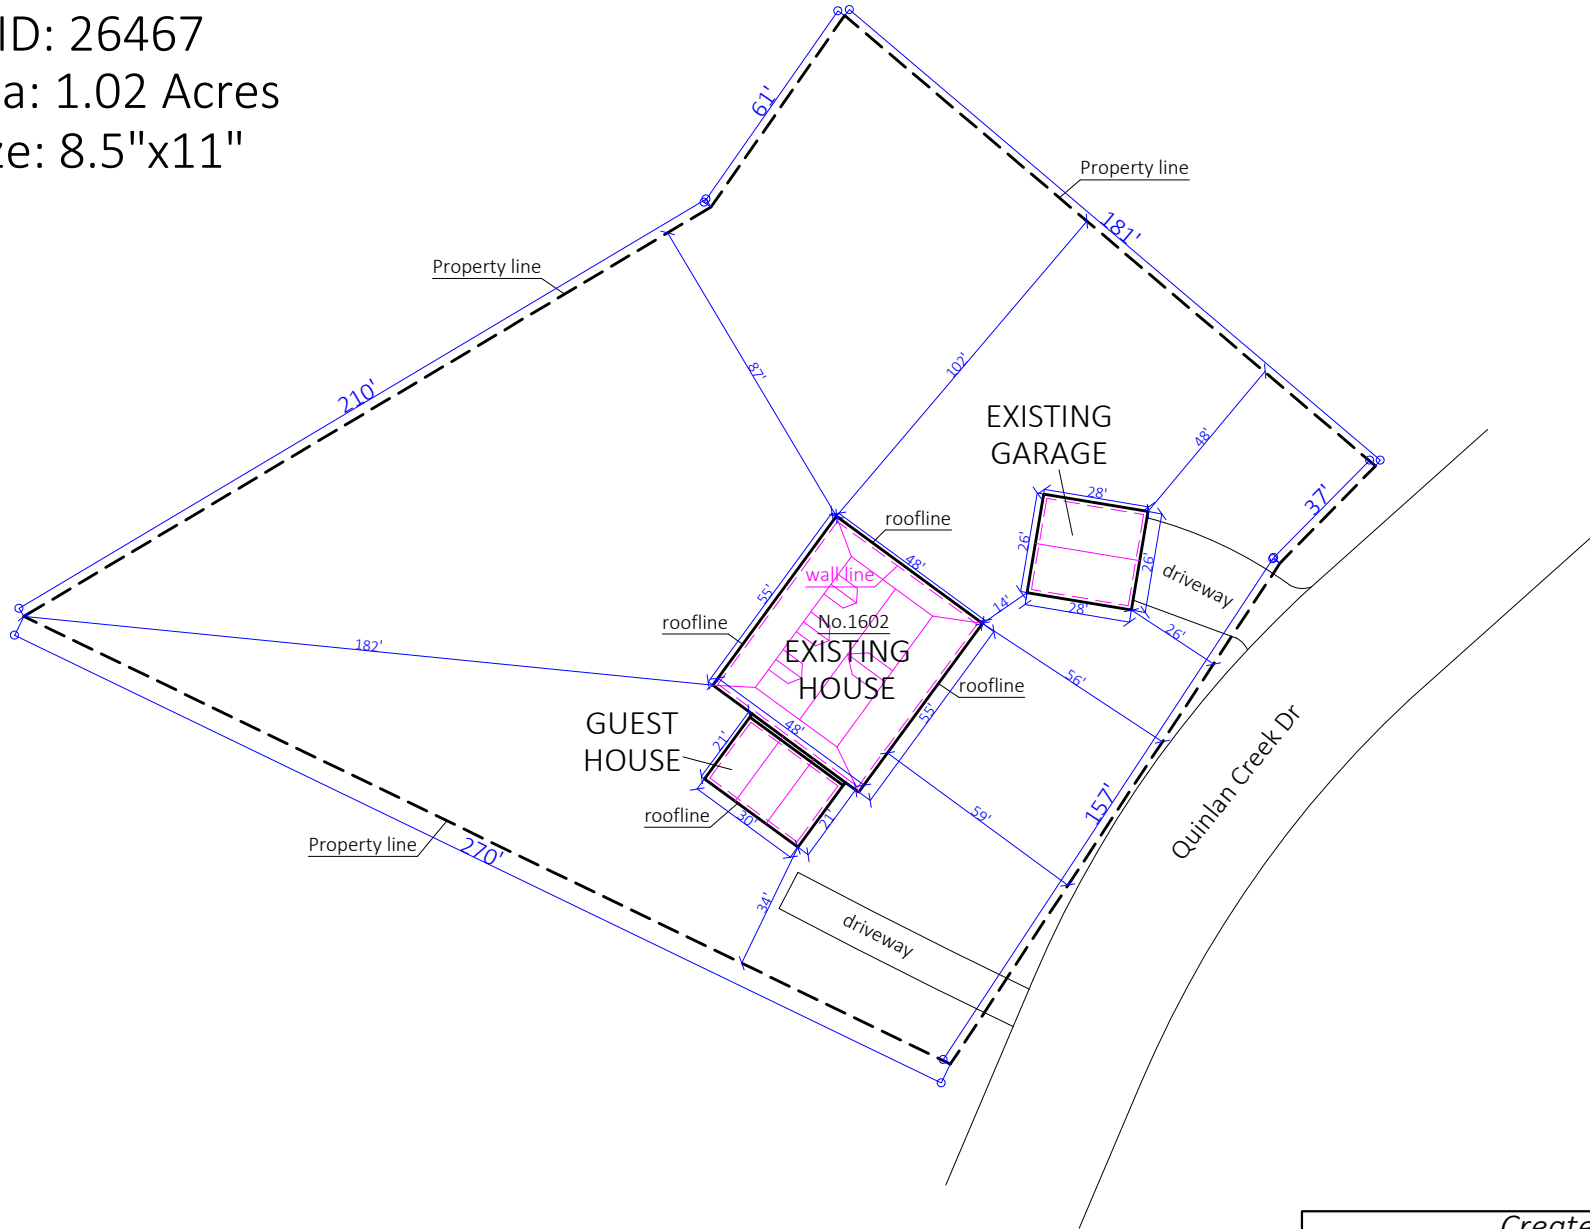 ID: 26467
a: 1.02 Acres
ze: 8.5"x11"
61'
Property line
181'
Property line
210'
87'
102'
48'
EXISTING
GARAGE
37'
28'
26'
26'
28'
driveway
roofline
48'
wall line
55'
14'
roofline
No.1602
EXISTING
HOUSE
26'
182'
56'
roofline
55'
GUEST
HOUSE
21'
48'
roofline
30'
21'
59'
157'
Quinlan Creek Dr
Property line
270'
34'
driveway
Create